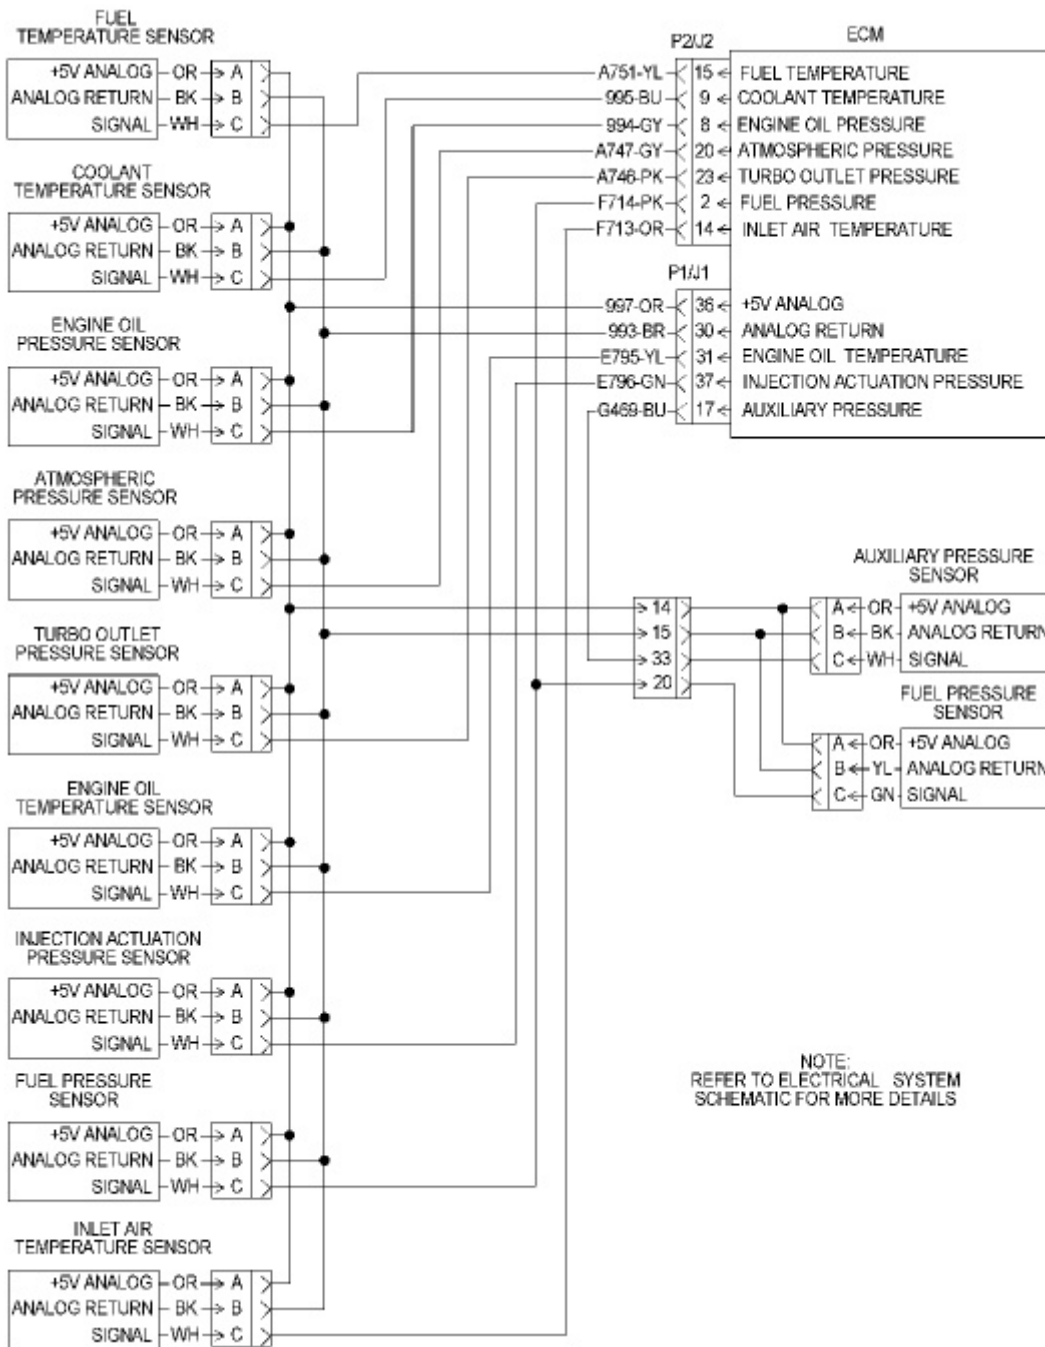 FUEL
TEMPERATURE SENSOR
+5V ANALOG OR A
ANALOG RETURN BK B
SIGNAL WH C
COOLANT
TEMPERATURE SENSOR
+5V ANALOG OR A
ANALOG RETURN BK B
SIGNAL WH C
ENGINE OIL
PRESSURE SENSOR
+5V ANALOG OR A
ANALOG RETURN BK B
SIGNAL WH C
ATMOSPHERIC
PRESSURE SENSOR
+5V ANALOG OR A
ANALOG RETURN BK B
SIGNAL WH C
TURBO OUTLET
PRESSURE SENSOR
+5V ANALOG OR A
ANALOG RETURN BK B
SIGNAL WH C
ENGINE OIL
TEMPERATURE SENSOR
+5V ANALOG OR A
ANALOG RETURN BK B
SIGNAL WH C
INJECTION ACTUATION
PRESSURE SENSOR
+5V ANALOG OR A
ANALOG RETURN BK B
SIGNAL WH C
FUEL PRESSURE
SENSOR
+5V ANALOG OR A
ANALOG RETURN BK B
SIGNAL WH C
INLET AIR
TEMPERATURE SENSOR
+5V ANALOG OR A
ANALOG RETURN BK B
SIGNAL WH C
P2/J2 ECM
A751-YL 15 FUEL TEMPERATURE
995-BU 9 COOLANT TEMPERATURE
994-GY 8 ENGINE OIL PRESSURE
A747-GY 20 ATMOSPHERIC PRESSURE
A746-PK 23 TURBO OUTLET PRESSURE
F714-PK 2 FUEL PRESSURE
F713-OR 14 INLET AIR TEMPERATURE
P1/J1
997-OR 36 +5V ANALOG
993-BR 30 ANALOG RETURN
E795-YL 31 ENGINE OIL TEMPERATURE
E796-GN 37 INJECTION ACTUATION PRESSURE
G469-BU 17 AUXILIARY PRESSURE
14
15
33
20
AUXILIARY PRESSURE
SENSOR
A OR +5V ANALOG
B BK ANALOG RETURN
C WH SIGNAL
FUEL PRESSURE
SENSOR
A OR +5V ANALOG
B YL ANALOG RETURN
C GN SIGNAL
NOTE:
REFER TO ELECTRICAL SYSTEM
SCHEMATIC FOR MORE DETAILS